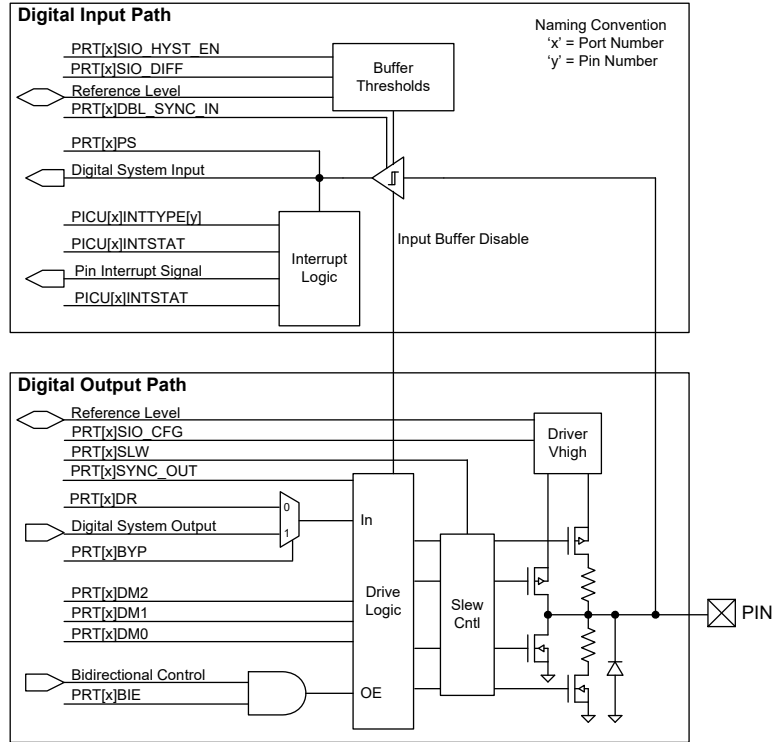 Digital Input Path
Naming Convention
‘x’ = Port Number
‘y’ = Pin Number
PRT[x]SIO_HYST_EN
PRT[x]SIO_DIFF
Reference Level
PRT[x]DBL_SYNC_IN
Buffer
Thresholds
PRT[x]PS
Digital System Input
PICU[x]INTTYPE[y]
PICU[x]INTSTAT
Pin Interrupt Signal
PICU[x]INTSTAT
Interrupt
Logic
Input Buffer Disable
Digital Output Path
Reference Level
PRT[x]SIO_CFG
PRT[x]SLW
PRT[x]SYNC_OUT
Driver
Vhigh
PRT[x]DR
Digital System Output
PRT[x]BYP
0
1
In
PRT[x]DM2
PRT[x]DM1
PRT[x]DM0
Drive
Logic
Slew
Cntl
PIN
Bidirectional Control
PRT[x]BIE
OE